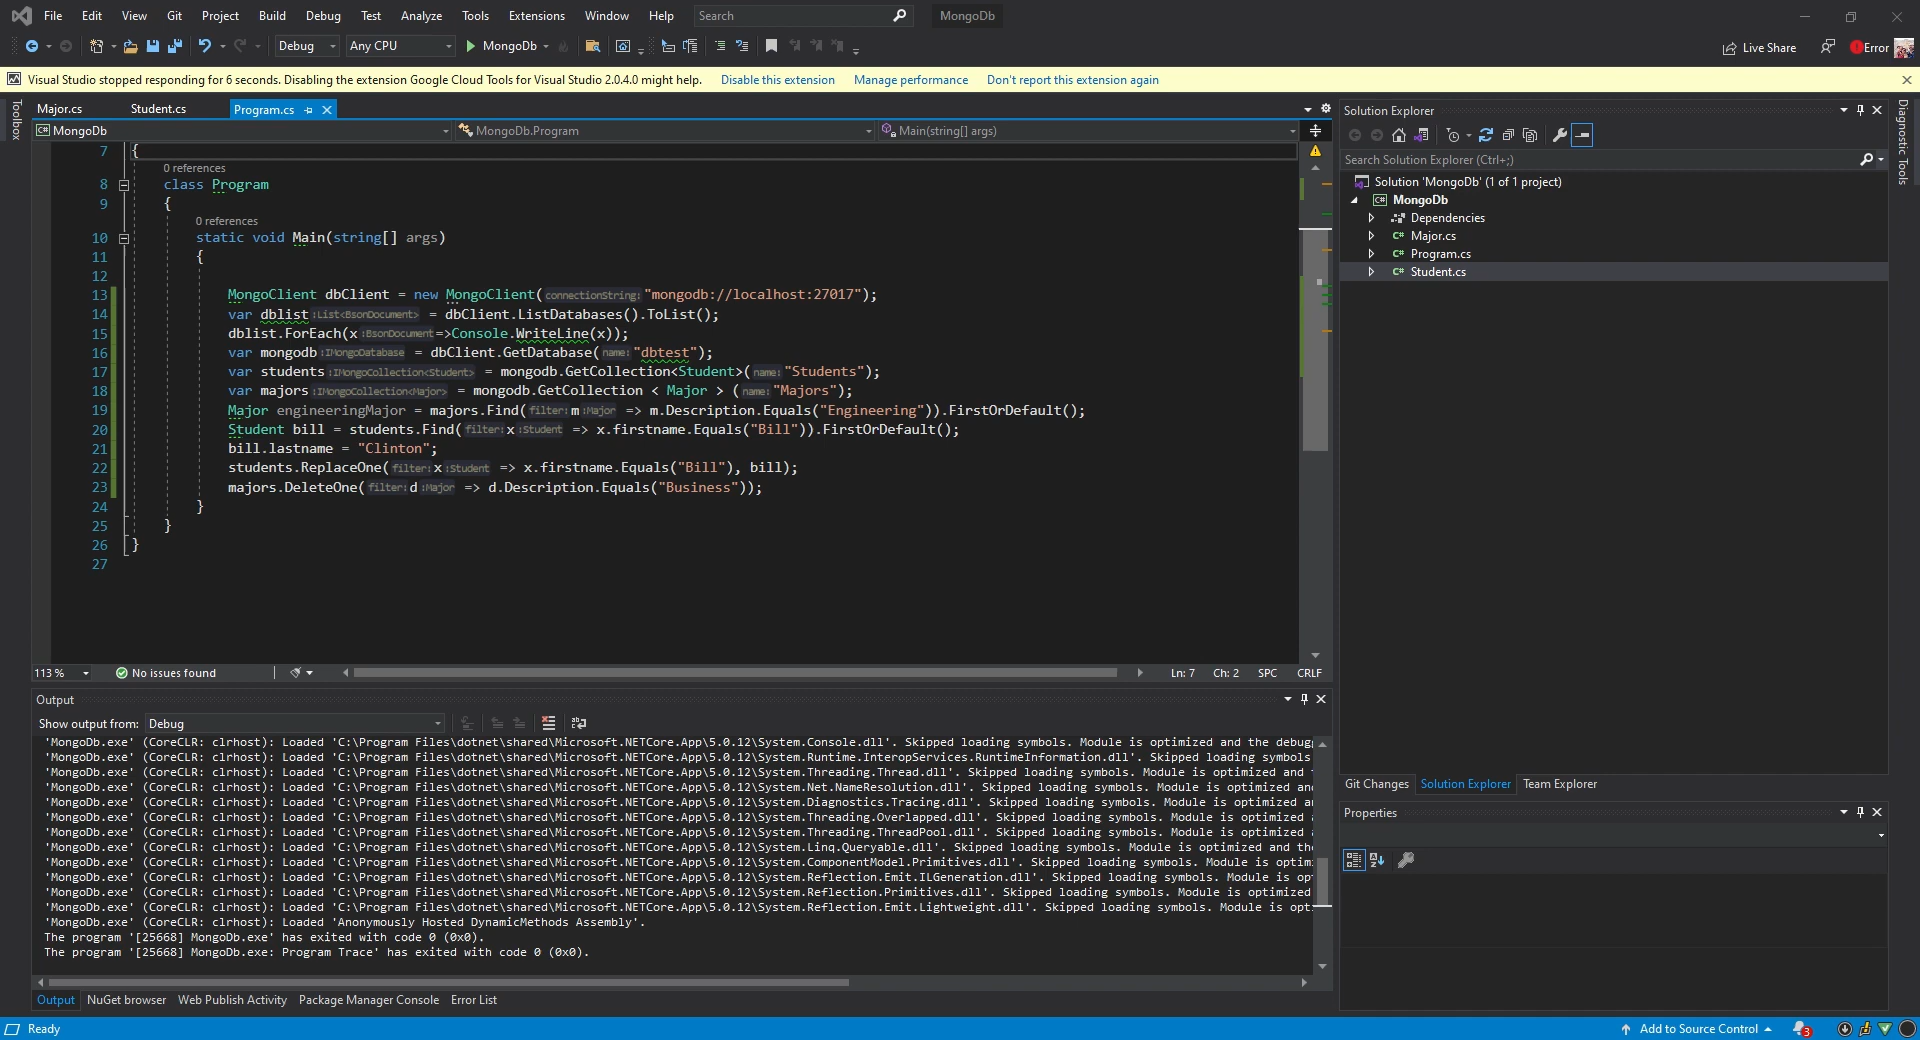 File Edit View Git Project Build Debug Test Analyze Tools Extensions Window Help Search MongoDb
Debug Any CPU MongoDb Live Share Error
Visual Studio stopped responding for 6 seconds. Disabling the extension Google Cloud Tools for Visual Studio 2.0.4.0 might help. Disable this extension Manage performance Don't report this extension again
Toolbox
Major.cs Student.cs Program.cs
C# MongoDb MongoDb.Program Main(string[] args)
7 {
0 references
8 class Program
9 {
0 references
10 static void Main(string[] args)
11 {
12
13 MongoClient dbClient = new MongoClient(connectionString: "mongodb://localhost:27017");
14 var dblist :List<BsonDocument> = dbClient.ListDatabases().ToList();
15 dblist.ForEach(x :BsonDocument =>Console.WriteLine(x));
16 var mongodb :IMongoDatabase = dbClient.GetDatabase(name: "dbtest");
17 var students :IMongoCollection<Student> = mongodb.GetCollection<Student>(name: "Students");
18 var majors :IMongoCollection<Major> = mongodb.GetCollection < Major > (name: "Majors");
19 Major engineeringMajor = majors.Find(filter: m :Major => m.Description.Equals("Engineering")).FirstOrDefault();
20 Student bill = students.Find(filter: x :Student => x.firstname.Equals("Bill")).FirstOrDefault();
21 bill.lastname = "Clinton";
22 students.ReplaceOne(filter: x :Student => x.firstname.Equals("Bill"), bill);
23 majors.DeleteOne(filter: d :Major => d.Description.Equals("Business"));
24 }
25 }
26 }
27
113 % No issues found Ln: 7 Ch: 2 SPC CRLF
Output
Show output from: Debug
'MongoDb.exe' (CoreCLR: clrhost): Loaded 'C:\Program Files\dotnet\shared\Microsoft.NETCore.App\5.0.12\System.Console.dll'. Skipped loading symbols. Module is optimized and the debug
'MongoDb.exe' (CoreCLR: clrhost): Loaded 'C:\Program Files\dotnet\shared\Microsoft.NETCore.App\5.0.12\System.Runtime.InteropServices.RuntimeInformation.dll'. Skipped loading symbols
'MongoDb.exe' (CoreCLR: clrhost): Loaded 'C:\Program Files\dotnet\shared\Microsoft.NETCore.App\5.0.12\System.Threading.Thread.dll'. Skipped loading symbols. Module is optimized and
'MongoDb.exe' (CoreCLR: clrhost): Loaded 'C:\Program Files\dotnet\shared\Microsoft.NETCore.App\5.0.12\System.Net.NameResolution.dll'. Skipped loading symbols. Module is optimized an
'MongoDb.exe' (CoreCLR: clrhost): Loaded 'C:\Program Files\dotnet\shared\Microsoft.NETCore.App\5.0.12\System.Diagnostics.Tracing.dll'. Skipped loading symbols. Module is optimized a
'MongoDb.exe' (CoreCLR: clrhost): Loaded 'C:\Program Files\dotnet\shared\Microsoft.NETCore.App\5.0.12\System.Threading.Overlapped.dll'. Skipped loading symbols. Module is optimized
'MongoDb.exe' (CoreCLR: clrhost): Loaded 'C:\Program Files\dotnet\shared\Microsoft.NETCore.App\5.0.12\System.Threading.ThreadPool.dll'. Skipped loading symbols. Module is optimized
'MongoDb.exe' (CoreCLR: clrhost): Loaded 'C:\Program Files\dotnet\shared\Microsoft.NETCore.App\5.0.12\System.Linq.Queryable.dll'. Skipped loading symbols. Module is optimized and th
'MongoDb.exe' (CoreCLR: clrhost): Loaded 'C:\Program Files\dotnet\shared\Microsoft.NETCore.App\5.0.12\System.ComponentModel.Primitives.dll'. Skipped loading symbols. Module is optim
'MongoDb.exe' (CoreCLR: clrhost): Loaded 'C:\Program Files\dotnet\shared\Microsoft.NETCore.App\5.0.12\System.Reflection.Emit.ILGeneration.dll'. Skipped loading symbols. Module is op
'MongoDb.exe' (CoreCLR: clrhost): Loaded 'C:\Program Files\dotnet\shared\Microsoft.NETCore.App\5.0.12\System.Reflection.Primitives.dll'. Skipped loading symbols. Module is optimized
'MongoDb.exe' (CoreCLR: clrhost): Loaded 'C:\Program Files\dotnet\shared\Microsoft.NETCore.App\5.0.12\System.Reflection.Emit.Lightweight.dll'. Skipped loading symbols. Module is opt
'MongoDb.exe' (CoreCLR: clrhost): Loaded 'Anonymously Hosted DynamicMethods Assembly'.
The program '[25668] MongoDb.exe' has exited with code 0 (0x0).
The program '[25668] MongoDb.exe: Program Trace' has exited with code 0 (0x0).
Output NuGet browser Web Publish Activity Package Manager Console Error List
Solution Explorer
Search Solution Explorer (Ctrl+;)
Solution 'MongoDb' (1 of 1 project)
C# MongoDb
Dependencies
C# Major.cs
C# Program.cs
C# Student.cs
Git Changes Solution Explorer Team Explorer
Properties
Diagnostic Tools
Ready Add to Source Control 3